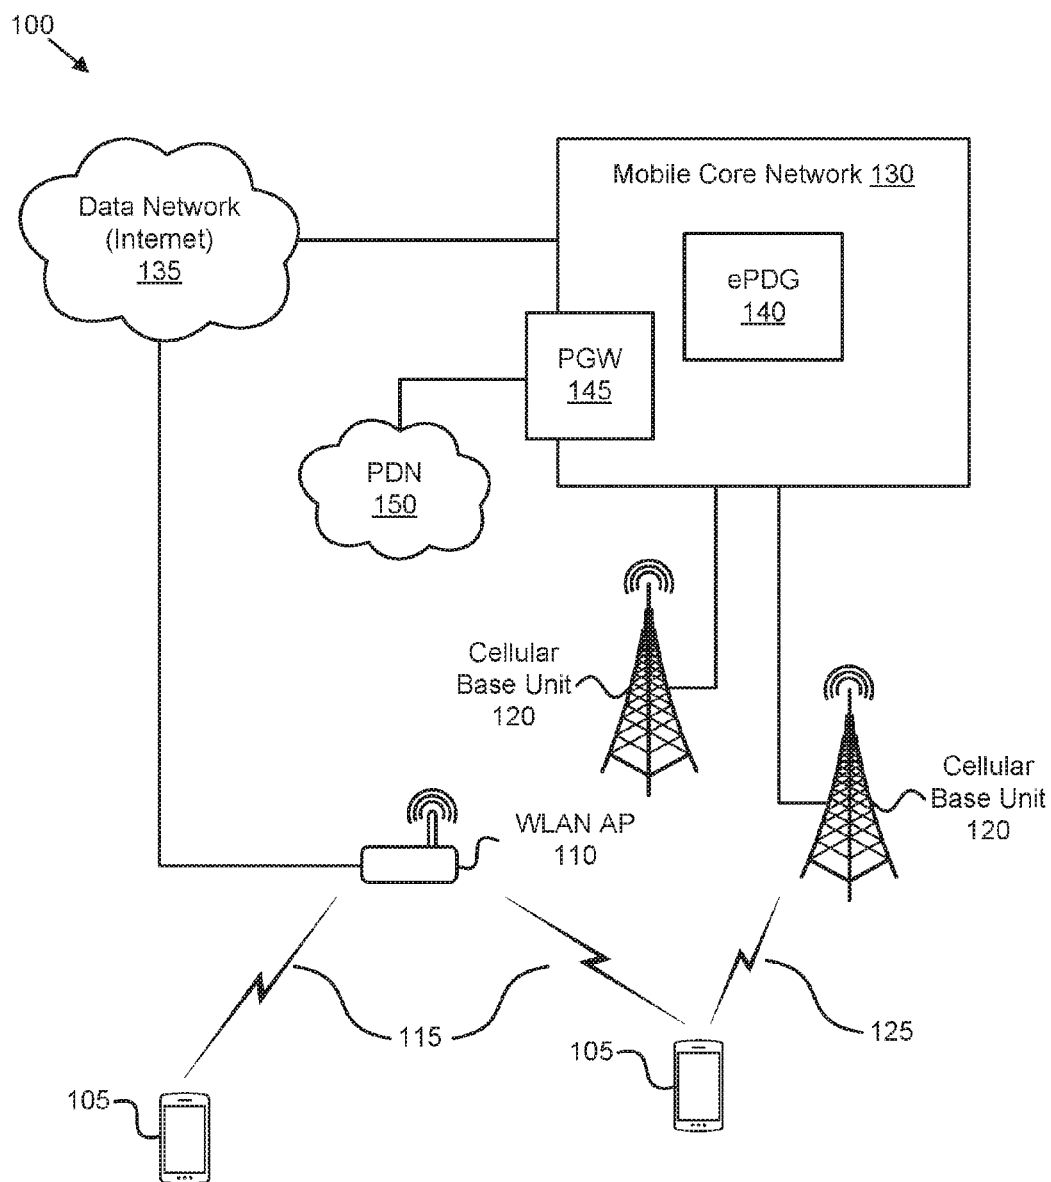 100
Mobile Core Network 130
Data Network
(Internet)
135
ePDG
140
PGW
145
PDN
150
Cellular
Base Unit
120
Cellular
Base Unit
120
WLAN AP
110
115
125
105
105